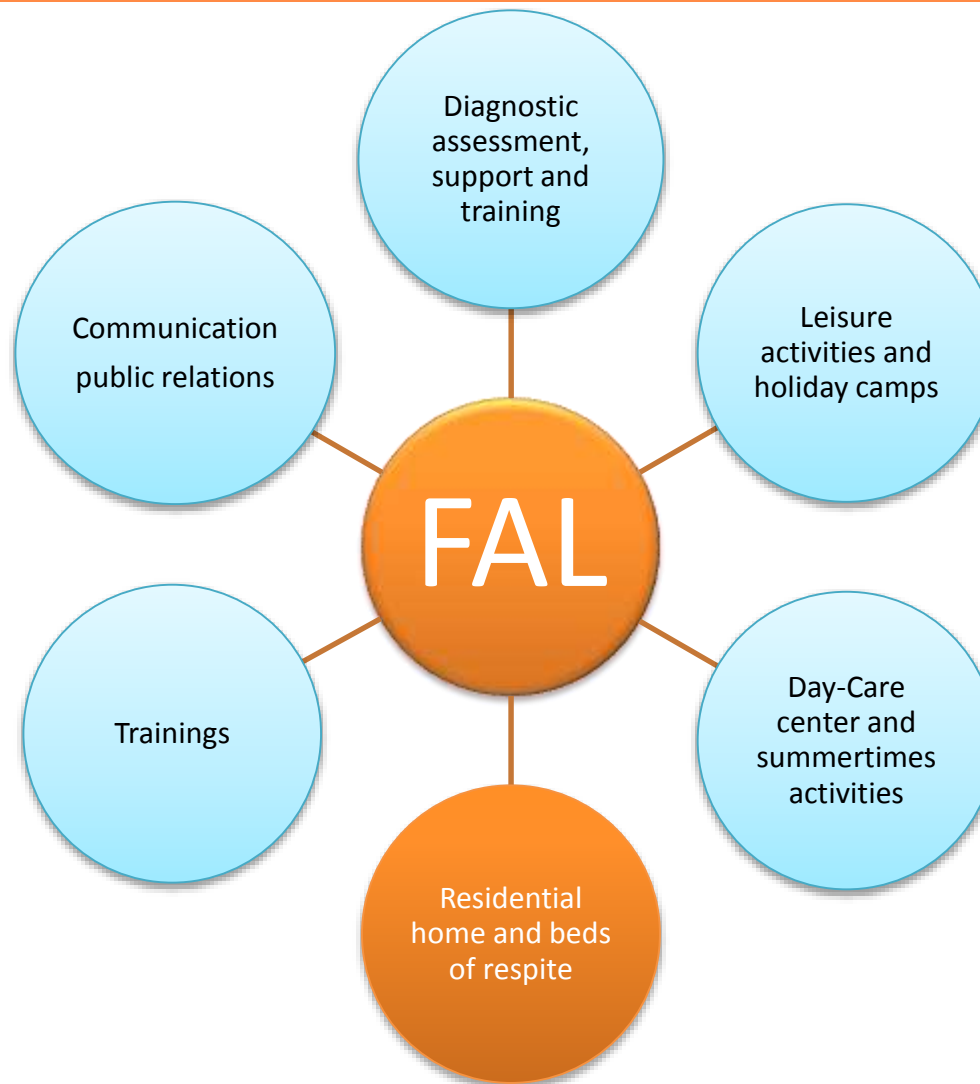 Diagnostic
assessment,
support and
training
Communication
public relations
Leisure
activities and
holiday camps
FAL
Trainings
Day-Care
center and
summertimes
activities
Residential
home and beds
of respite